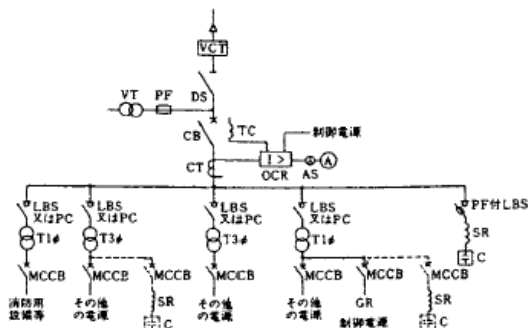 VCT
DS
VT PF
CB
TC
制御電源
I>
OCR
AS
A
CT
LBS
又はPC
T1φ
MCCB
消防用
設備等
LBS
又はPC
T3φ
MCCB
その他
の電源
MCCB
SR
C
LBS
又はPC
T3φ
MCCB
その他
の電源
LBS
又はPC
T1φ
MCCB
その他
の電源
MCCB
GR
制御電源
MCCB
SR
C
PF付LBS
SR
C